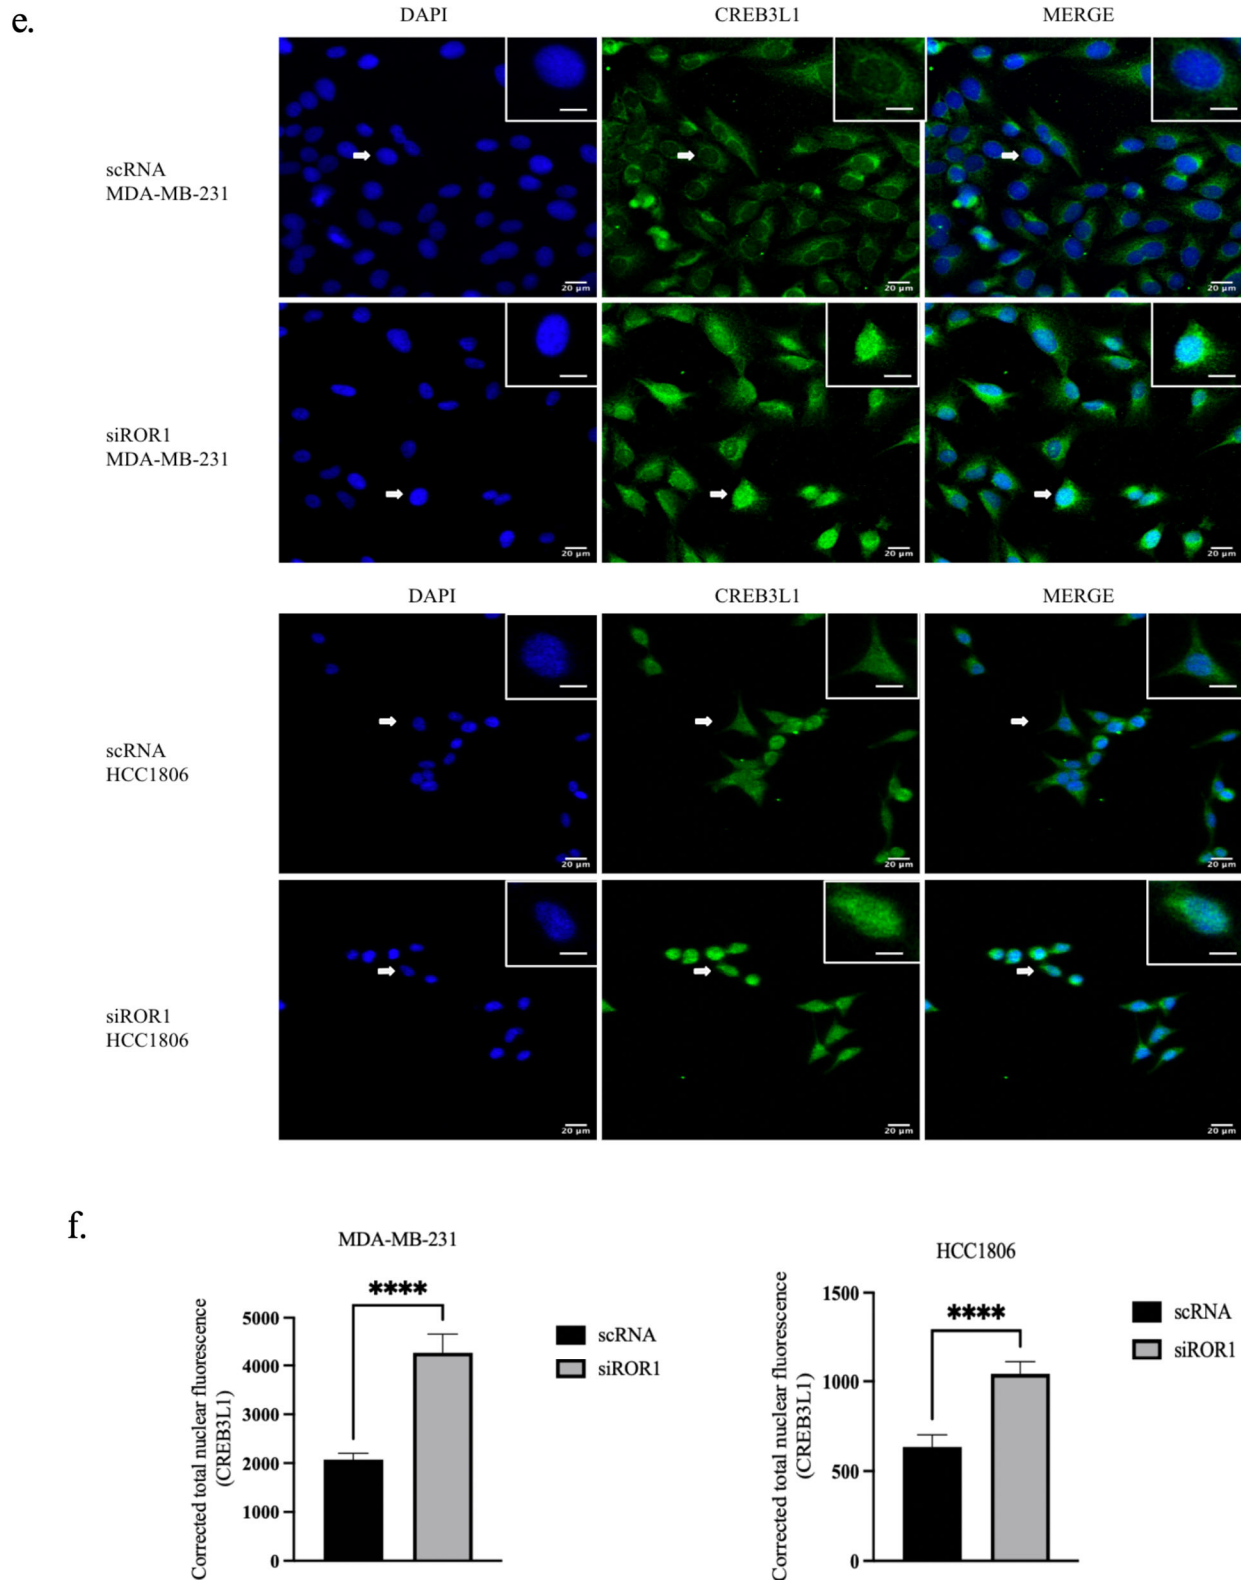 e.
DAPI CREB3L1 MERGE
scRNA
MDA-MB-231
20 µm 20 µm 20 µm
siROR1
MDA-MB-231
20 µm 20 µm 20 µm
DAPI CREB3L1 MERGE
scRNA
HCC1806
20 µm 20 µm 20 µm
siROR1
HCC1806
20 µm 20 µm 20 µm
f.
MDA-MB-231
Corrected total nuclear fluorescence
(CREB3L1)
****
5000
4000
3000
2000
1000
0
scRNA
siROR1
HCC1806
Corrected total nuclear fluorescence
(CREB3L1)
****
1500
1000
500
0
scRNA
siROR1